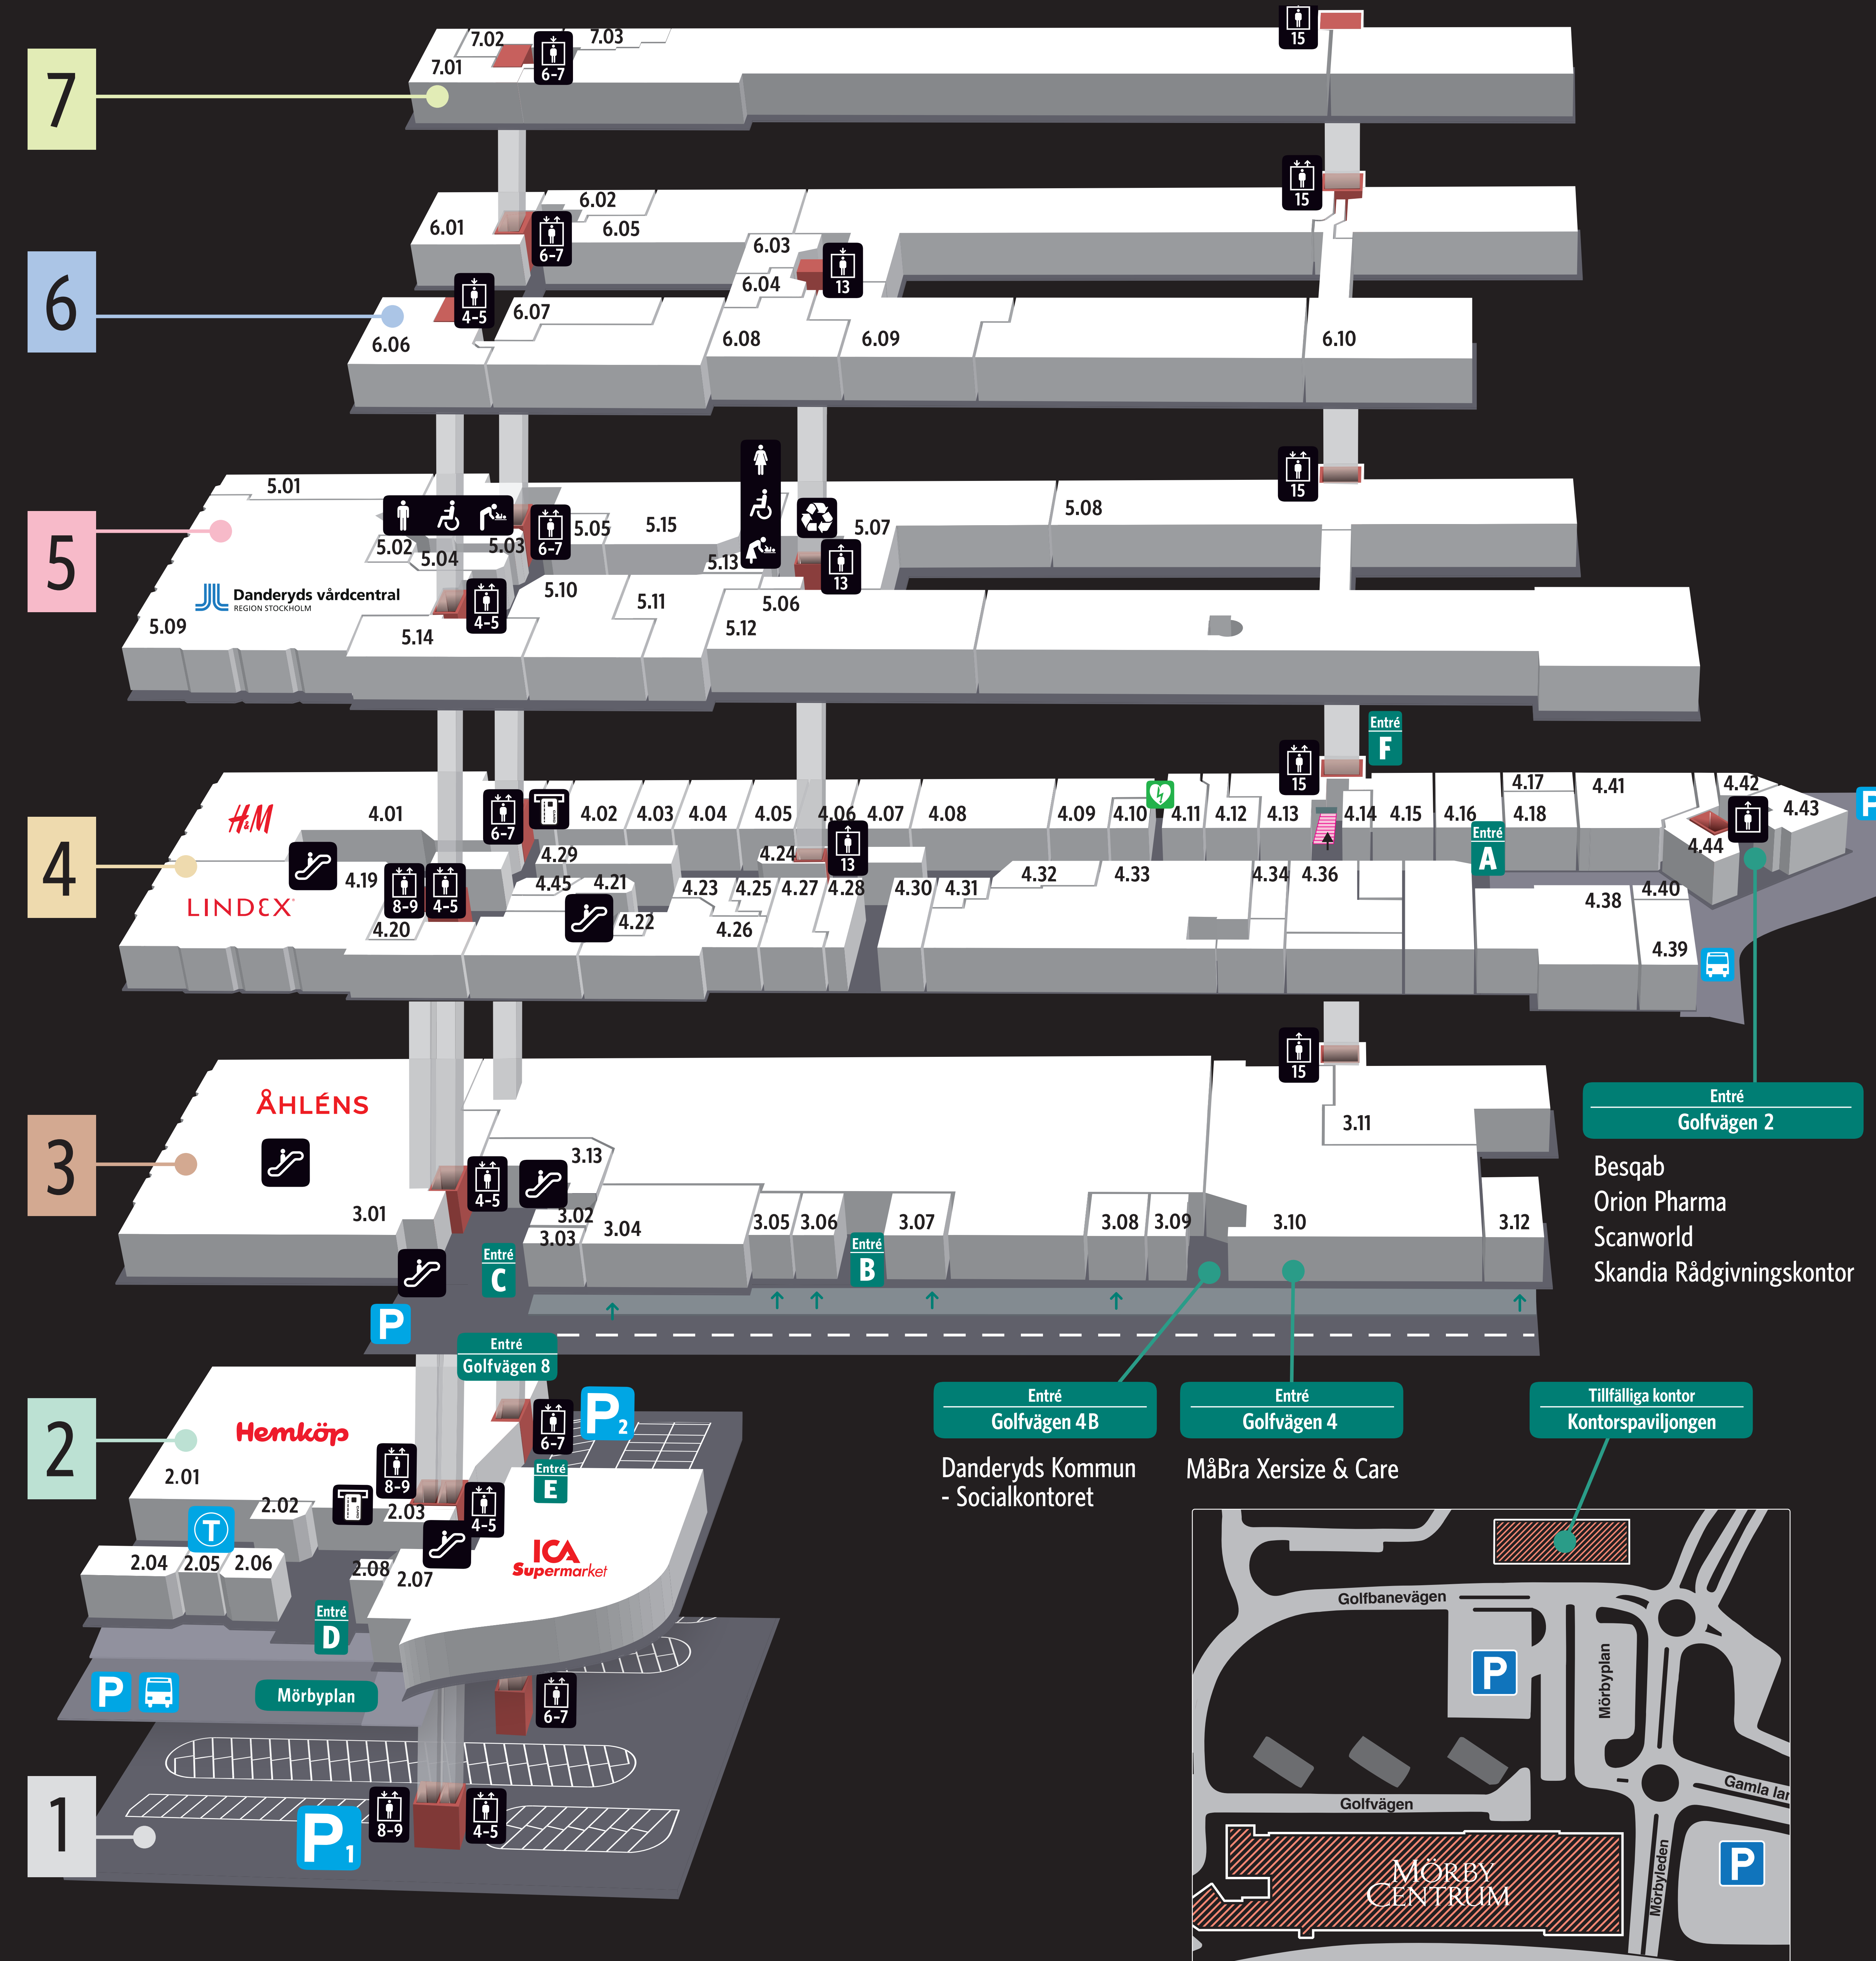 7
7.02
7.03
7.01
6-7
15
6
6.02
6.01
6.05
6-7
15
6.03
6.04
13
4-5
6.07
6.06
6.08
6.09
6.10
5
5.01
5.02
5.04
5.03
6-7
5.05
5.15
5.13
5.07
5.08
15
13
Danderyds vårdcentral
REGION STOCKHOLM
5.09
5.14
4-5
5.10
5.11
5.06
5.12
4
H&M
4.01
6-7
4.02
4.03
4.04
4.05
4.06
4.07
4.08
4.09
4.10
4.11
4.12
4.13
15
Entré
F
4.14
4.15
4.16
4.17
4.18
4.41
4.42
4.43
4.44
P
Entré
A
LINDEX
4.19
4.20
8-9
4-5
4.29
4.45
4.21
4.22
4.23
4.24
4.25
4.26
4.27
4.28
13
4.30
4.31
4.32
4.33
4.34
4.36
4.38
4.40
4.39
3
ÅHLÉNS
3.01
4-5
3.13
3.02
3.03
3.04
3.05
3.06
3.07
3.08
3.09
3.10
3.11
3.12
15
Entré
C
Entré
B
P
Entré
Golfvägen 2
Besqab
Orion Pharma
Scanworld
Skandia Rådgivningskontor
Entré
Golfvägen 8
Entré
Golfvägen 4B
Danderyds Kommun
- Socialkontoret
Entré
Golfvägen 4
MåBra Xersize & Care
Tillfälliga kontor
Kontorspaviljongen
2
Hemköp
2.01
2.02
2.03
8-9
4-5
6-7
P2
Entré
E
T
2.04
2.05
2.06
2.08
2.07
ICA
Supermarket
Entré
D
P
Mörbyplan
6-7
1
P1
8-9
4-5
Golfbanevägen
P
Mörbyplan
Golfvägen
Gamla
MÖRBY
CENTRUM
Mörbyleden
P